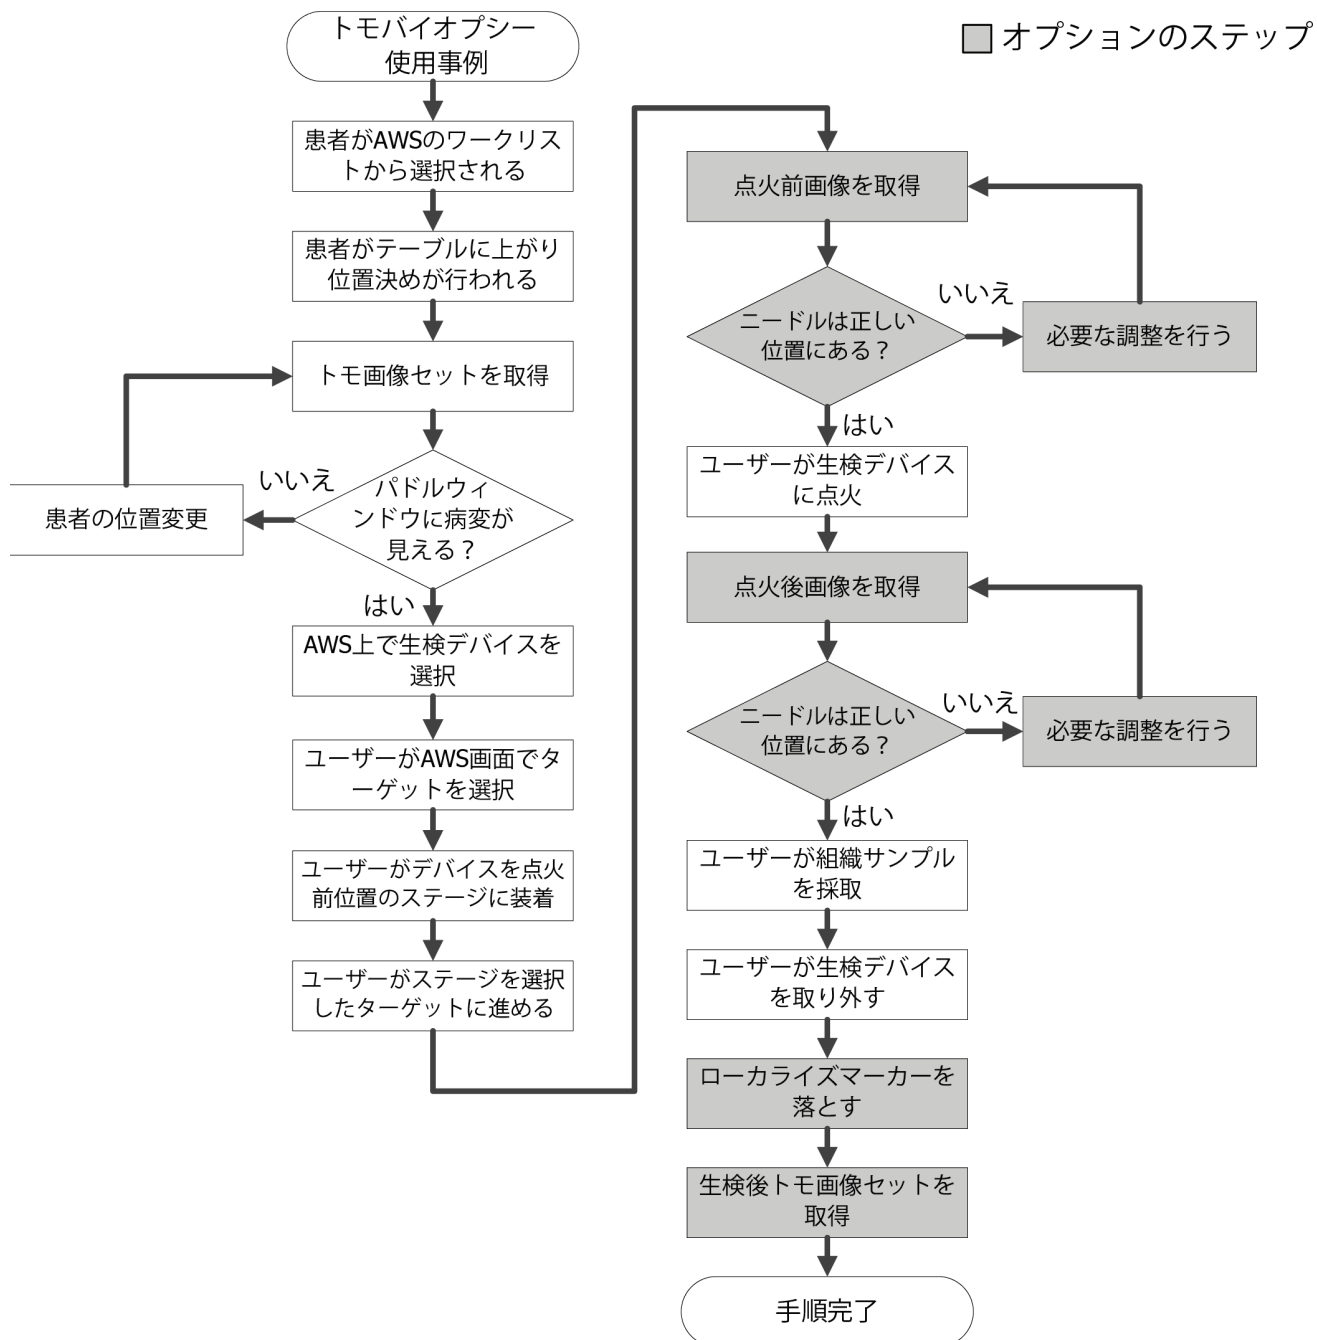 トモバイオプシー
使用事例
オプションのステップ
患者がAWSのワークリス
トから選択される
患者がテーブルに上がり
位置決めが行われる
トモ画像セットを取得
パドルウィ
ンドウに病変が
見える？
いいえ
患者の位置変更
はい
AWS上で生検デバイスを
選択
ユーザーがAWS画面でタ
ーゲットを選択
ユーザーがデバイスを点火
前位置のステージに装着
ユーザーがステージを選択
したターゲットに進める
点火前画像を取得
ニードルは正しい
位置にある？
いいえ
必要な調整を行う
はい
ユーザーが生検デバイス
に点火
点火後画像を取得
ニードルは正しい
位置にある？
いいえ
必要な調整を行う
はい
ユーザーが組織サンプル
を採取
ユーザーが生検デバイス
を取り外す
ローカライズマーカーを
落とす
生検後トモ画像セットを
取得
手順完了